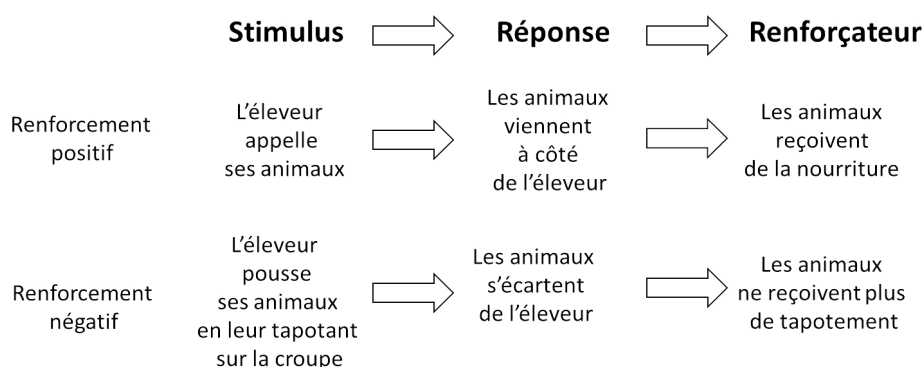 Stimulus
Réponse
Renforçateur
Renforcement
positif
L'éleveur
appelle
ses animaux
Les animaux
viennent
à côté
de l'éleveur
Les animaux
reçoivent
de la nourriture
Renforcement
négatif
L'éleveur
pousse
ses animaux
en leur tapotant
sur la croupe
Les animaux
s'écartent
de l'éleveur
Les animaux
ne reçoivent plus
de tapotement